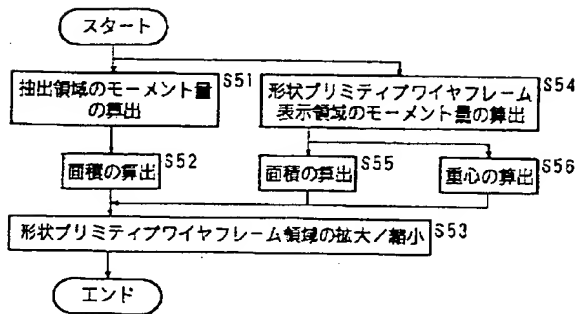 スタート
抽出領域のモーメント量
の算出
S51
形状プリミティブワイヤフレーム
表示領域のモーメント量の算出
S54
面積の算出
S52
面積の算出
S55
重心の算出
S56
形状プリミティブワイヤフレーム領域の拡大/縮小
S53
エンド